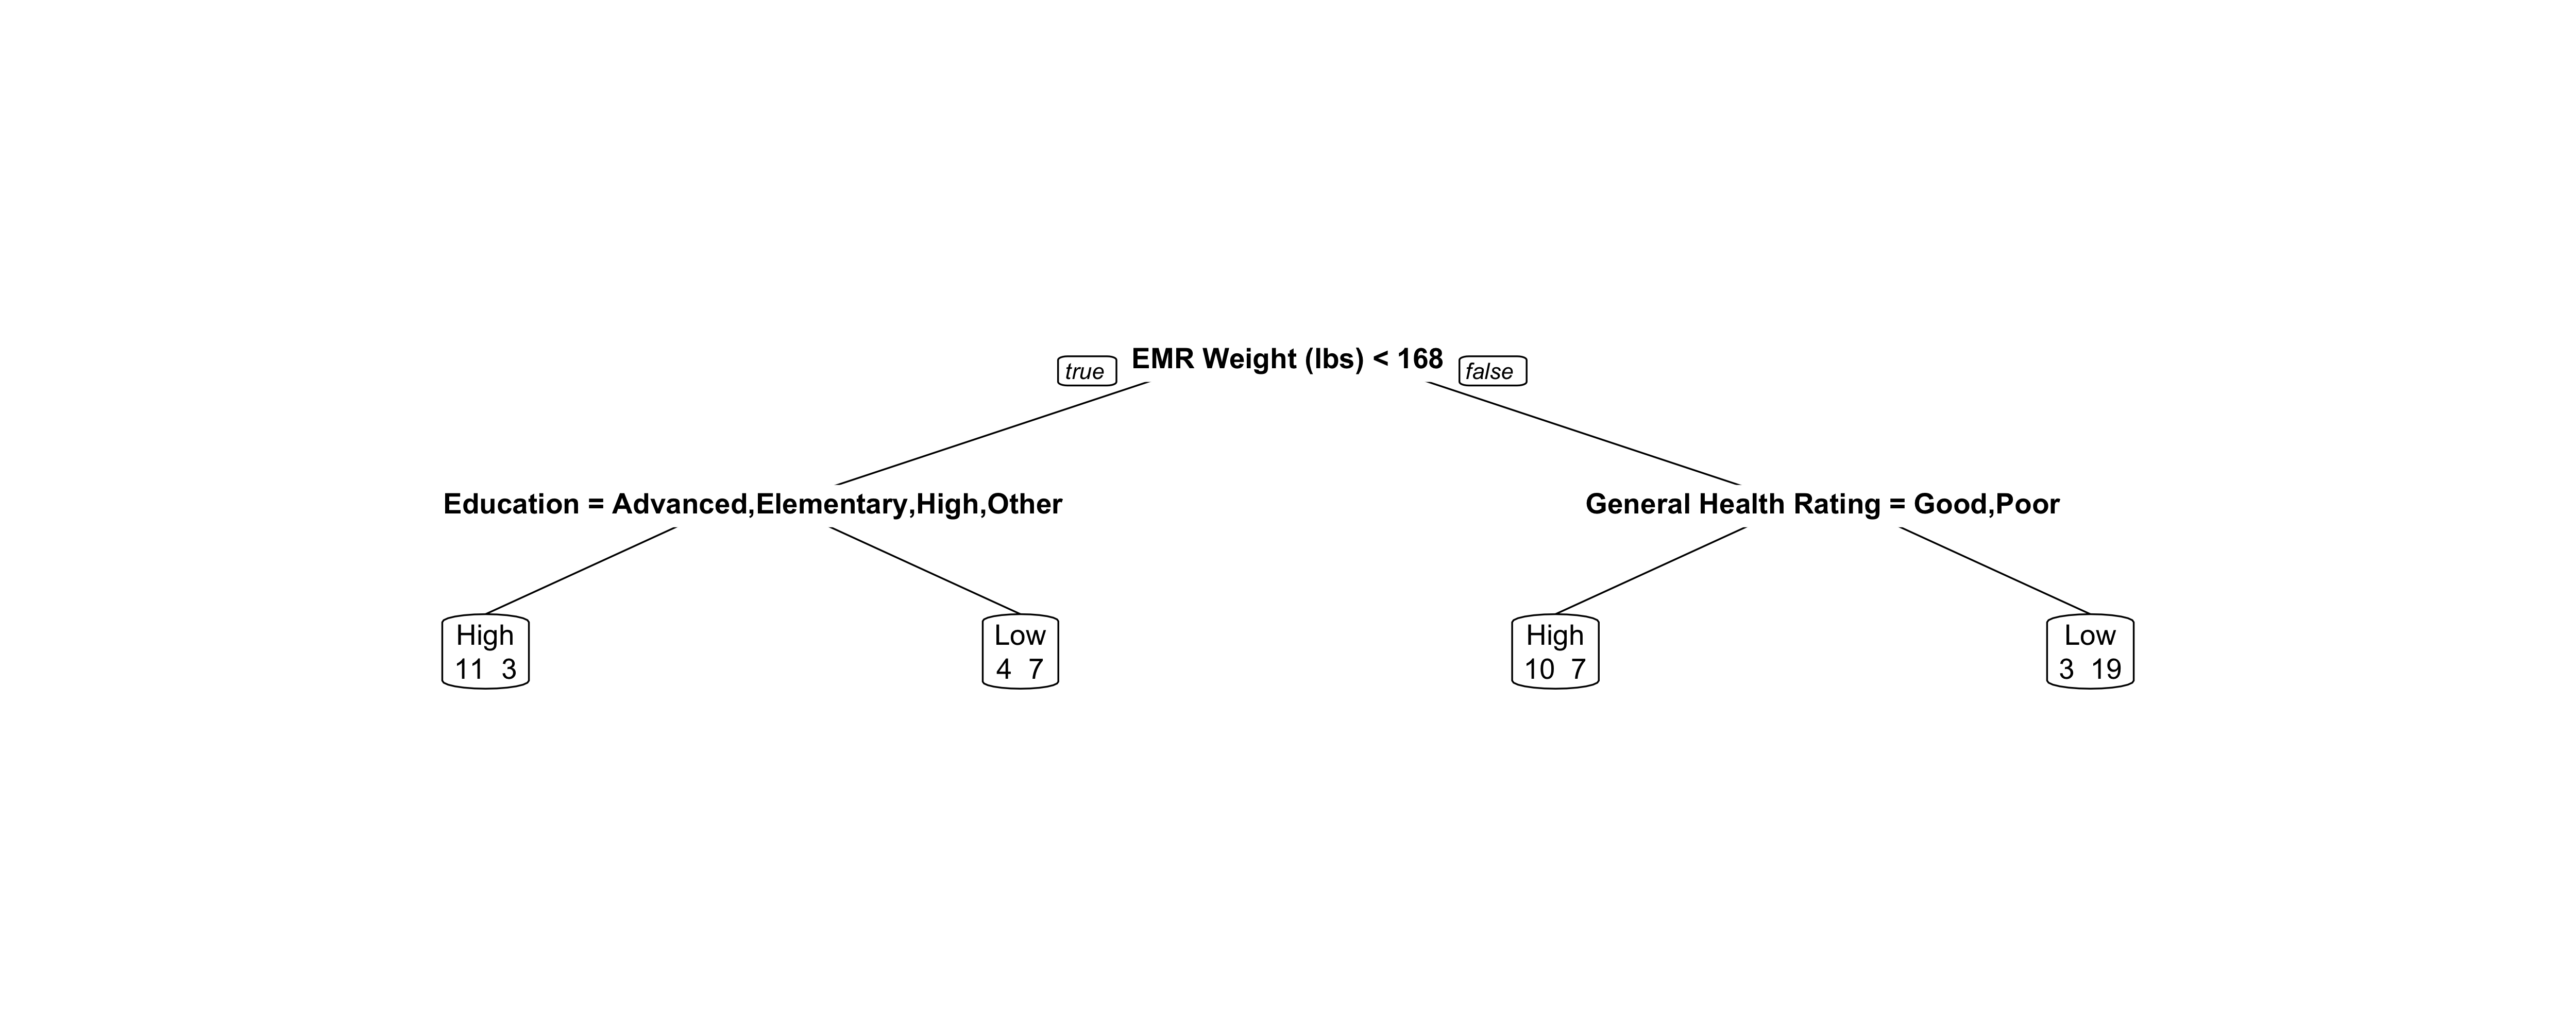 true EMR Weight (lbs) < 168 false
Education = Advanced,Elementary,High,Other
General Health Rating = Good,Poor
High
11 3
Low
4 7
High
10 7
Low
3 19